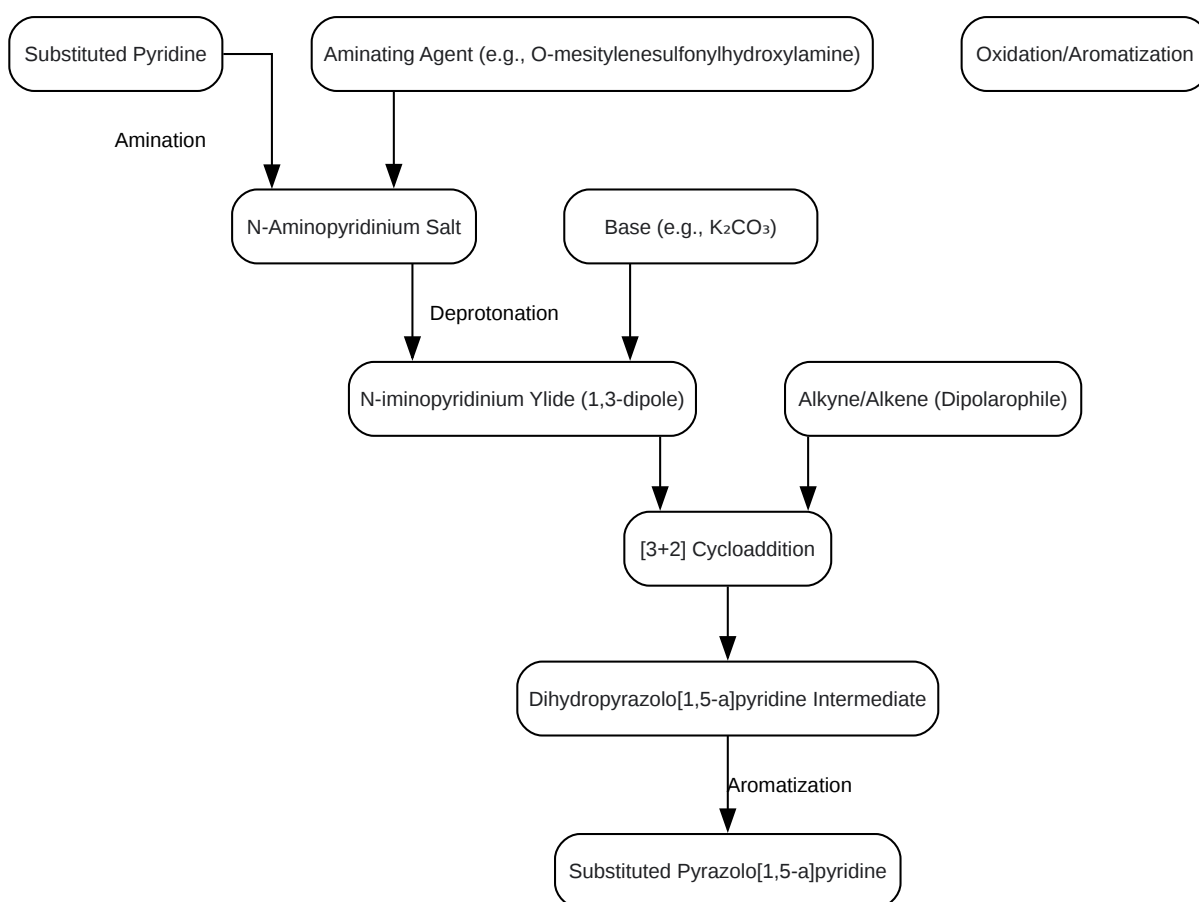 Substituted Pyridine
Aminating Agent (e.g., O-mesitylenesulfonylhydroxylamine)
Oxidation/Aromatization
Amination
N-Aminopyridinium Salt
Base (e.g., K₂CO₃)
Deprotonation
N-iminopyridinium Ylide (1,3-dipole)
Alkyne/Alkene (Dipolarophile)
[3+2] Cycloaddition
Dihydropyrazolo[1,5-a]pyridine Intermediate
Aromatization
Substituted Pyrazolo[1,5-a]pyridine